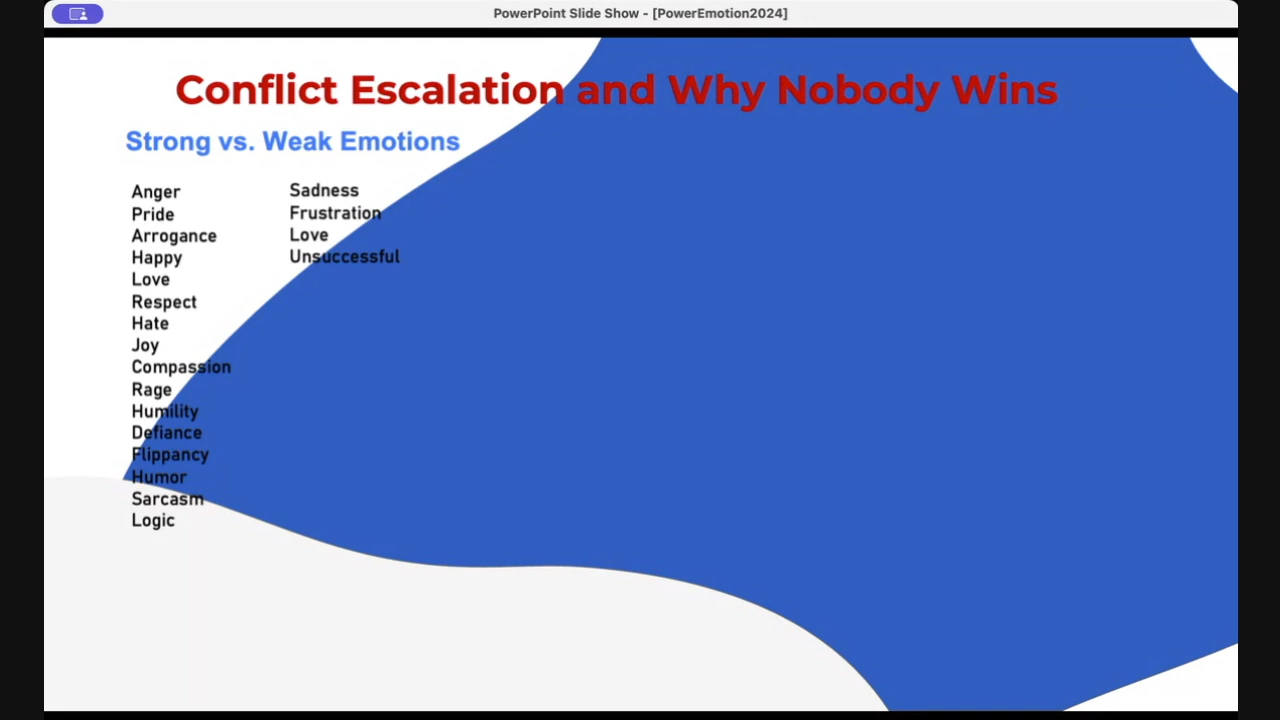 PowerPoint Slide Show - [PowerEmotion2024]
Conflict Escalation and Why Nobody Wins
Strong vs. Weak Emotions
Anger
Pride
Arrogance
Happy
Love
Respect
Hate
Joy
Compassion
Rage
Humility
Defiance
Flippancy
Humor
Sarcasm
Logic
Sadness
Frustration
Love
Unsuccessful